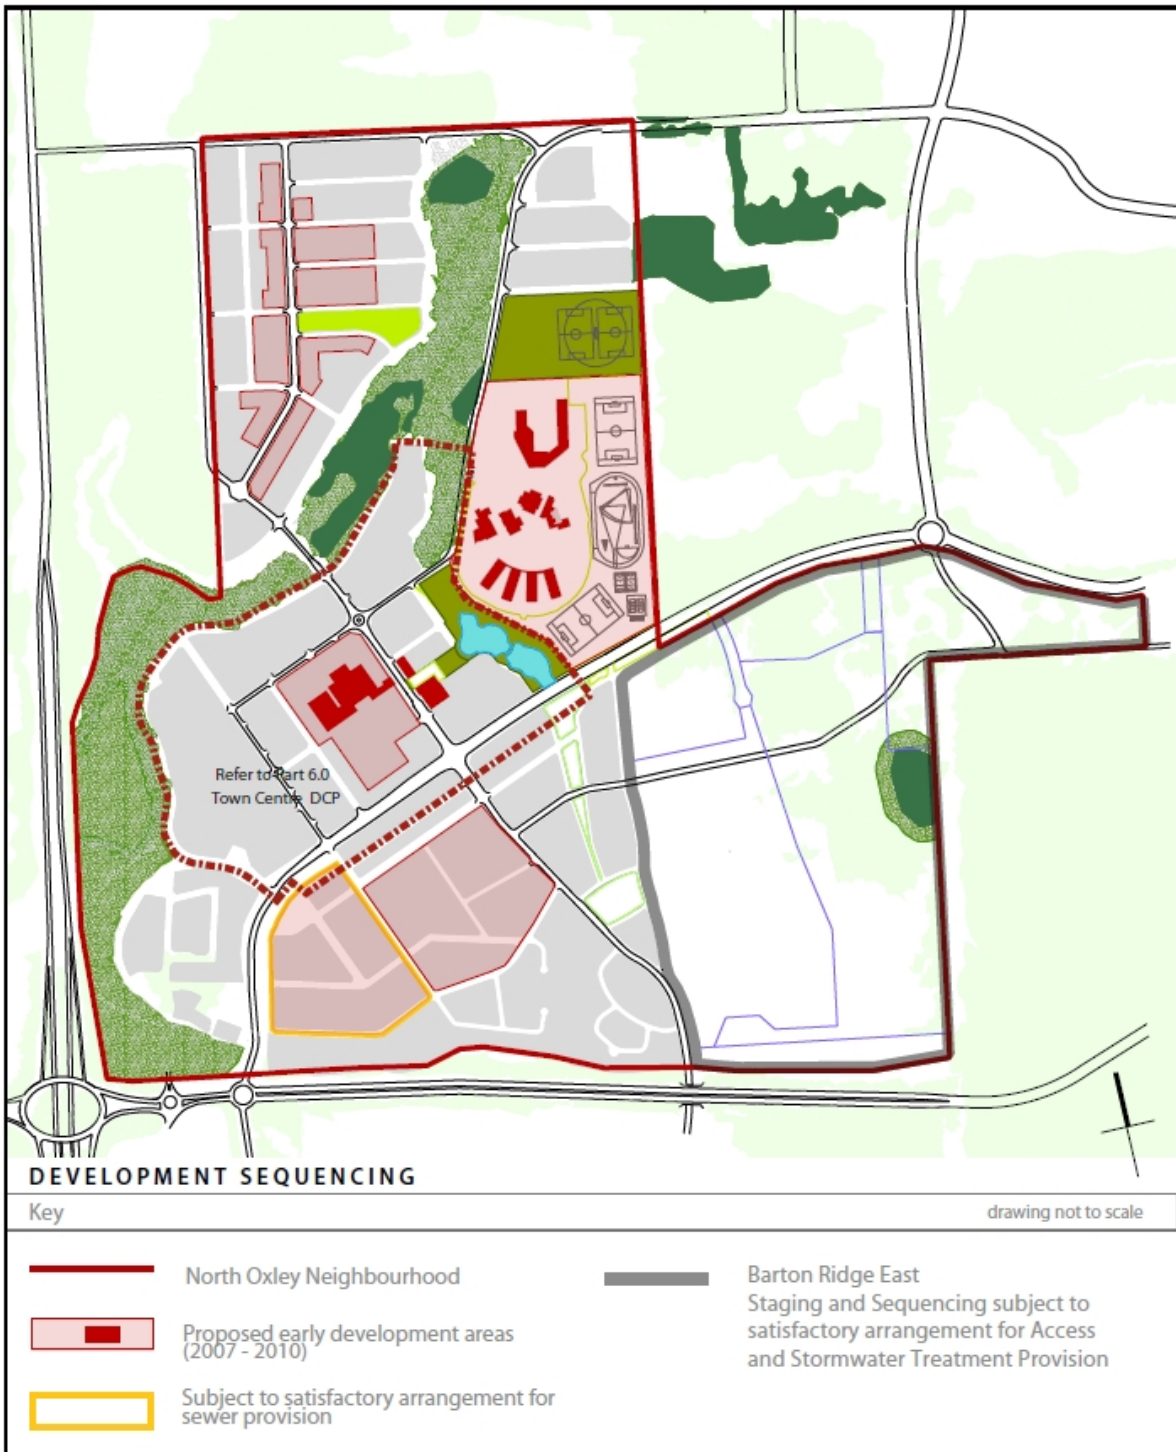 Refer to Part 6.0
Town Centre DCP
DEVELOPMENT SEQUENCING
Key
drawing not to scale
North Oxley Neighbourhood
Proposed early development areas
(2007 - 2010)
Subject to satisfactory arrangement for
sewer provision
Barton Ridge East
Staging and Sequencing subject to
satisfactory arrangement for Access
and Stormwater Treatment Provision